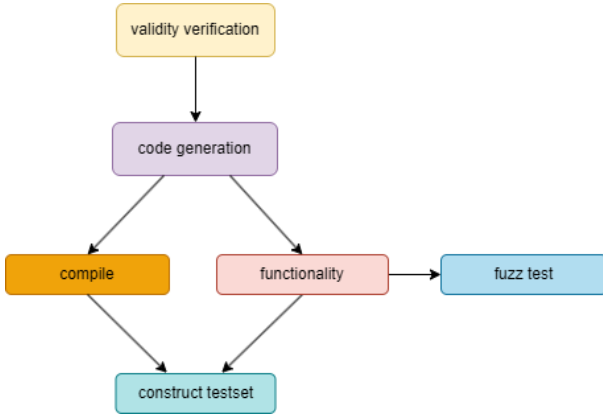 validity verification
code generation
compile
functionality
fuzz test
construct testset